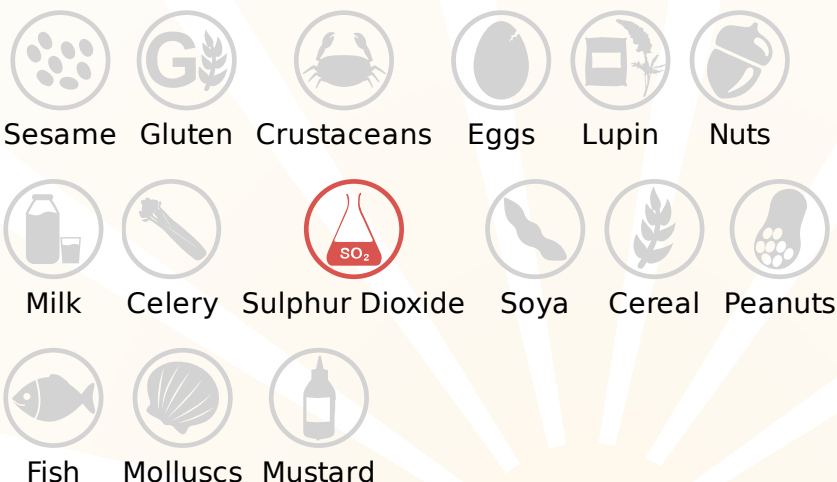 G
Sesame Gluten Crustaceans Eggs Lupin Nuts
SO₂
Milk Celery Sulphur Dioxide Soya Cereal Peanuts
Fish Molluscs Mustard